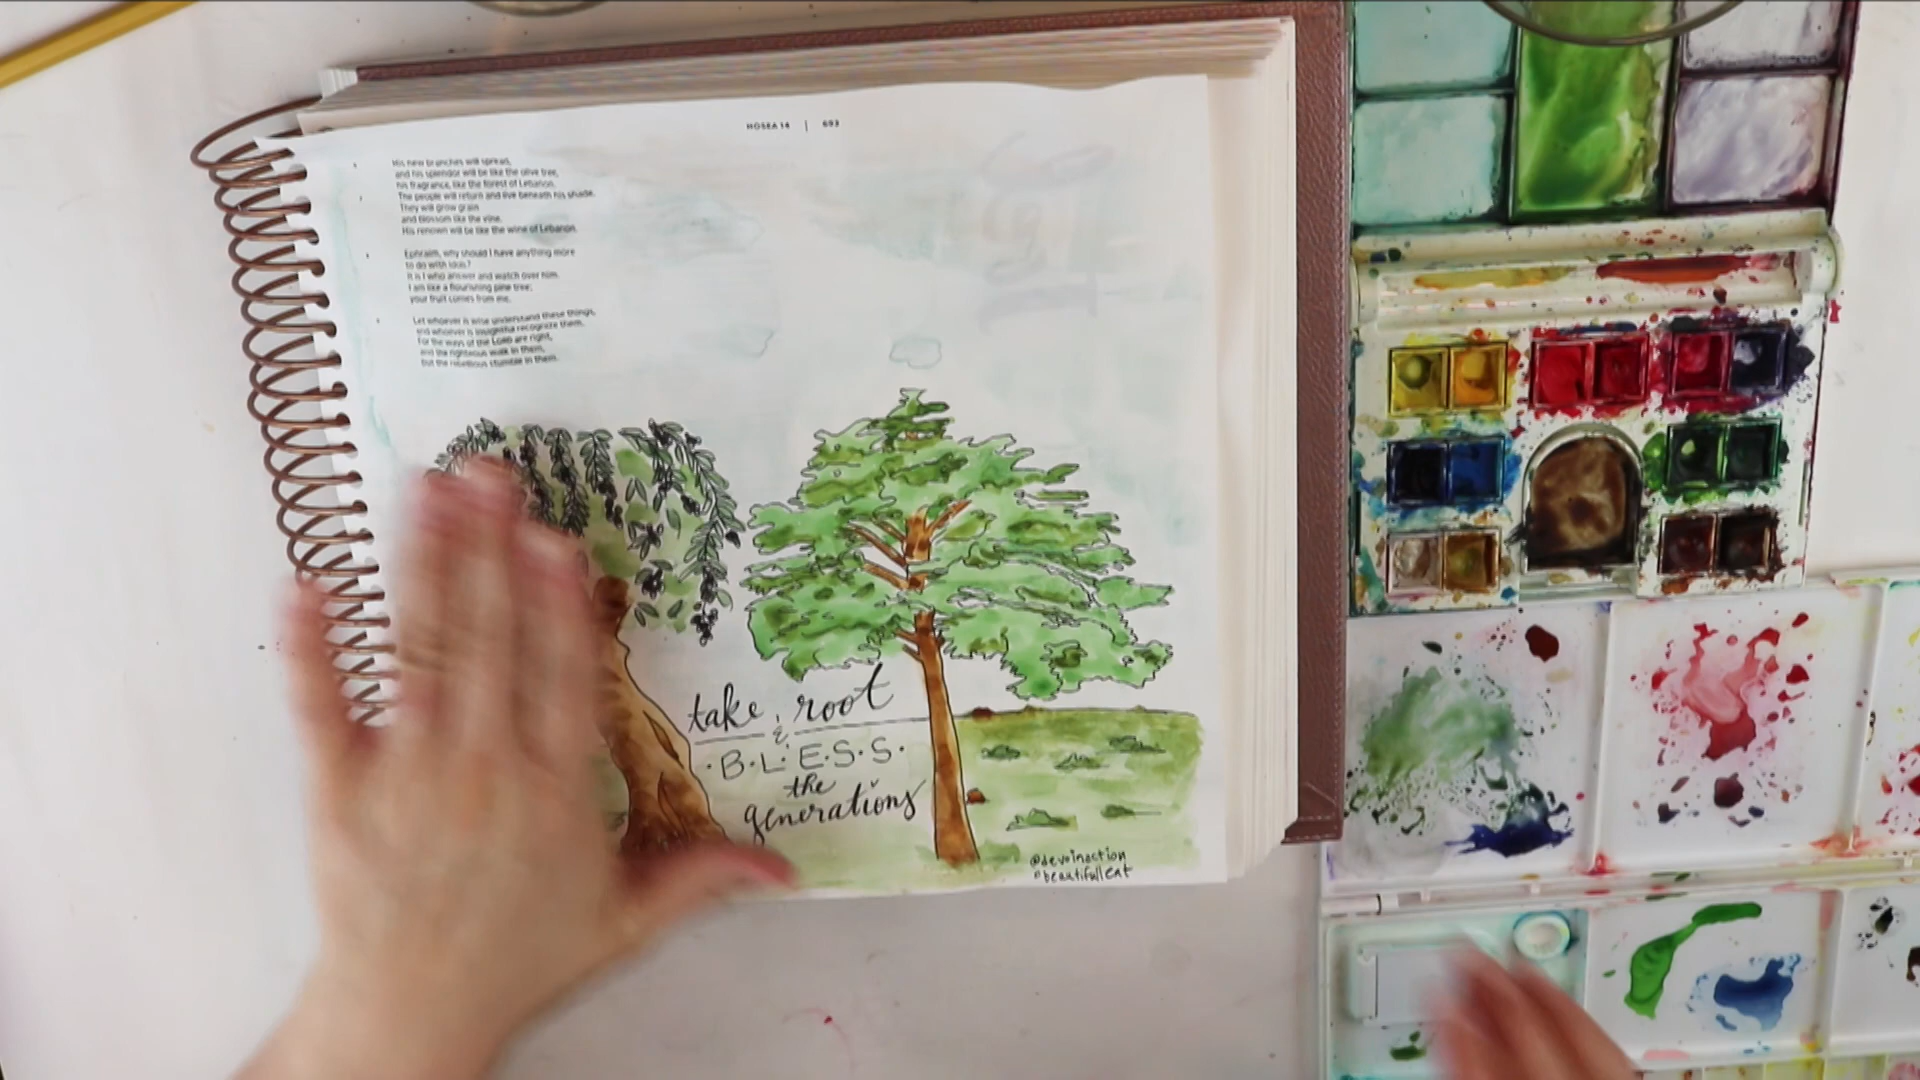 HOSEA 14 | 693
His new branches will spread,
and his splendor will be like the olive tree,
his fragrance, like the forest of Lebanon.
The people will return and live beneath his shade.
They will grow grain
and blossom like the vine.
His renown will be like the wine of Lebanon.
Ephraim, why should I have anything more
to do with idols?
It is I who answer and watch over him.
I am like a flourishing pine tree;
your fruit comes from me.
Let whoever is wise understand these things,
and whoever is insightful recognize them.
For the ways of the LORD are right,
and the righteous walk in them,
but the rebellious stumble in them.
take root
&
·B·L·E·S·S·
the
generations
@devoinaction